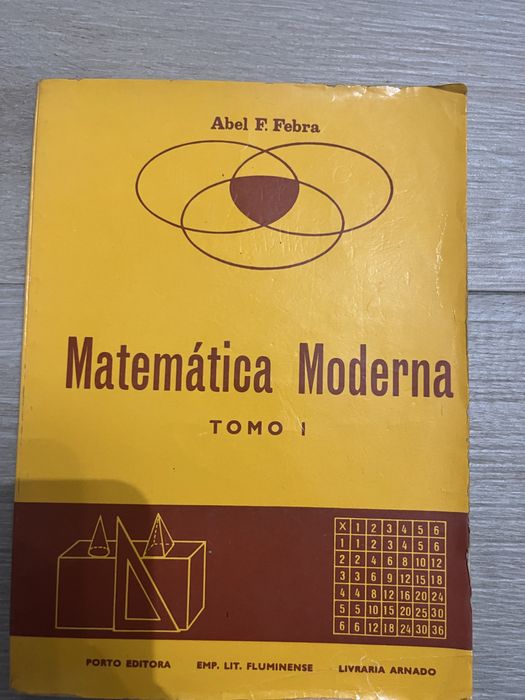 Abel F. Febra
Matemática Moderna
TOMO I
X 1 2 3 4 5 6
1 1 2 3 4 5 6
2 2 4 6 8 10 12
3 3 6 9 12 15 18
4 4 8 12 16 20 24
5 5 10 15 20 25 30
6 6 12 18 24 30 36
PORTO EDITORA EMP. LIT. FLUMINENSE LIVRARIA ARNADO